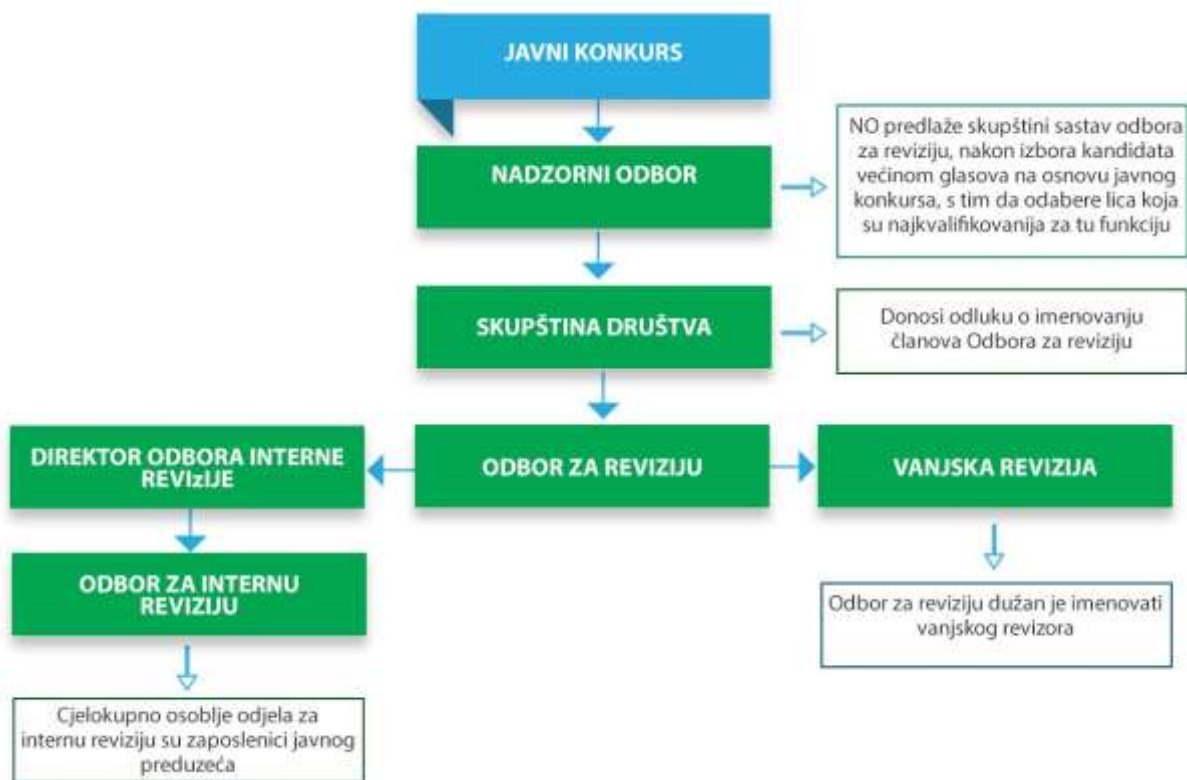 JAVNI KONKURS
NADZORNI ODBOR
NO predlaže skupštini sastav odbora
za reviziju, nakon izbora kandidata
većinom glasova na osnovu javnog
konkursa, s tim da odabere lica koja
su najkvalifikovanija za tu funkciju
SKUPŠTINA DRUŠTVA
Donosi odluku o imenovanju
članova Odbora za reviziju
DIREKTOR ODBORA INTERNE
REVIzIJE
ODBOR ZA REVIZIJU
VANJSKA REVIZIJA
ODBOR ZA INTERNU
REVIZIJU
Odbor za reviziju dužan je imenovati
vanjskog revizora
Cjelokupno osoblje odjela za
internu reviziju su zaposlenici javnog
preduzeća